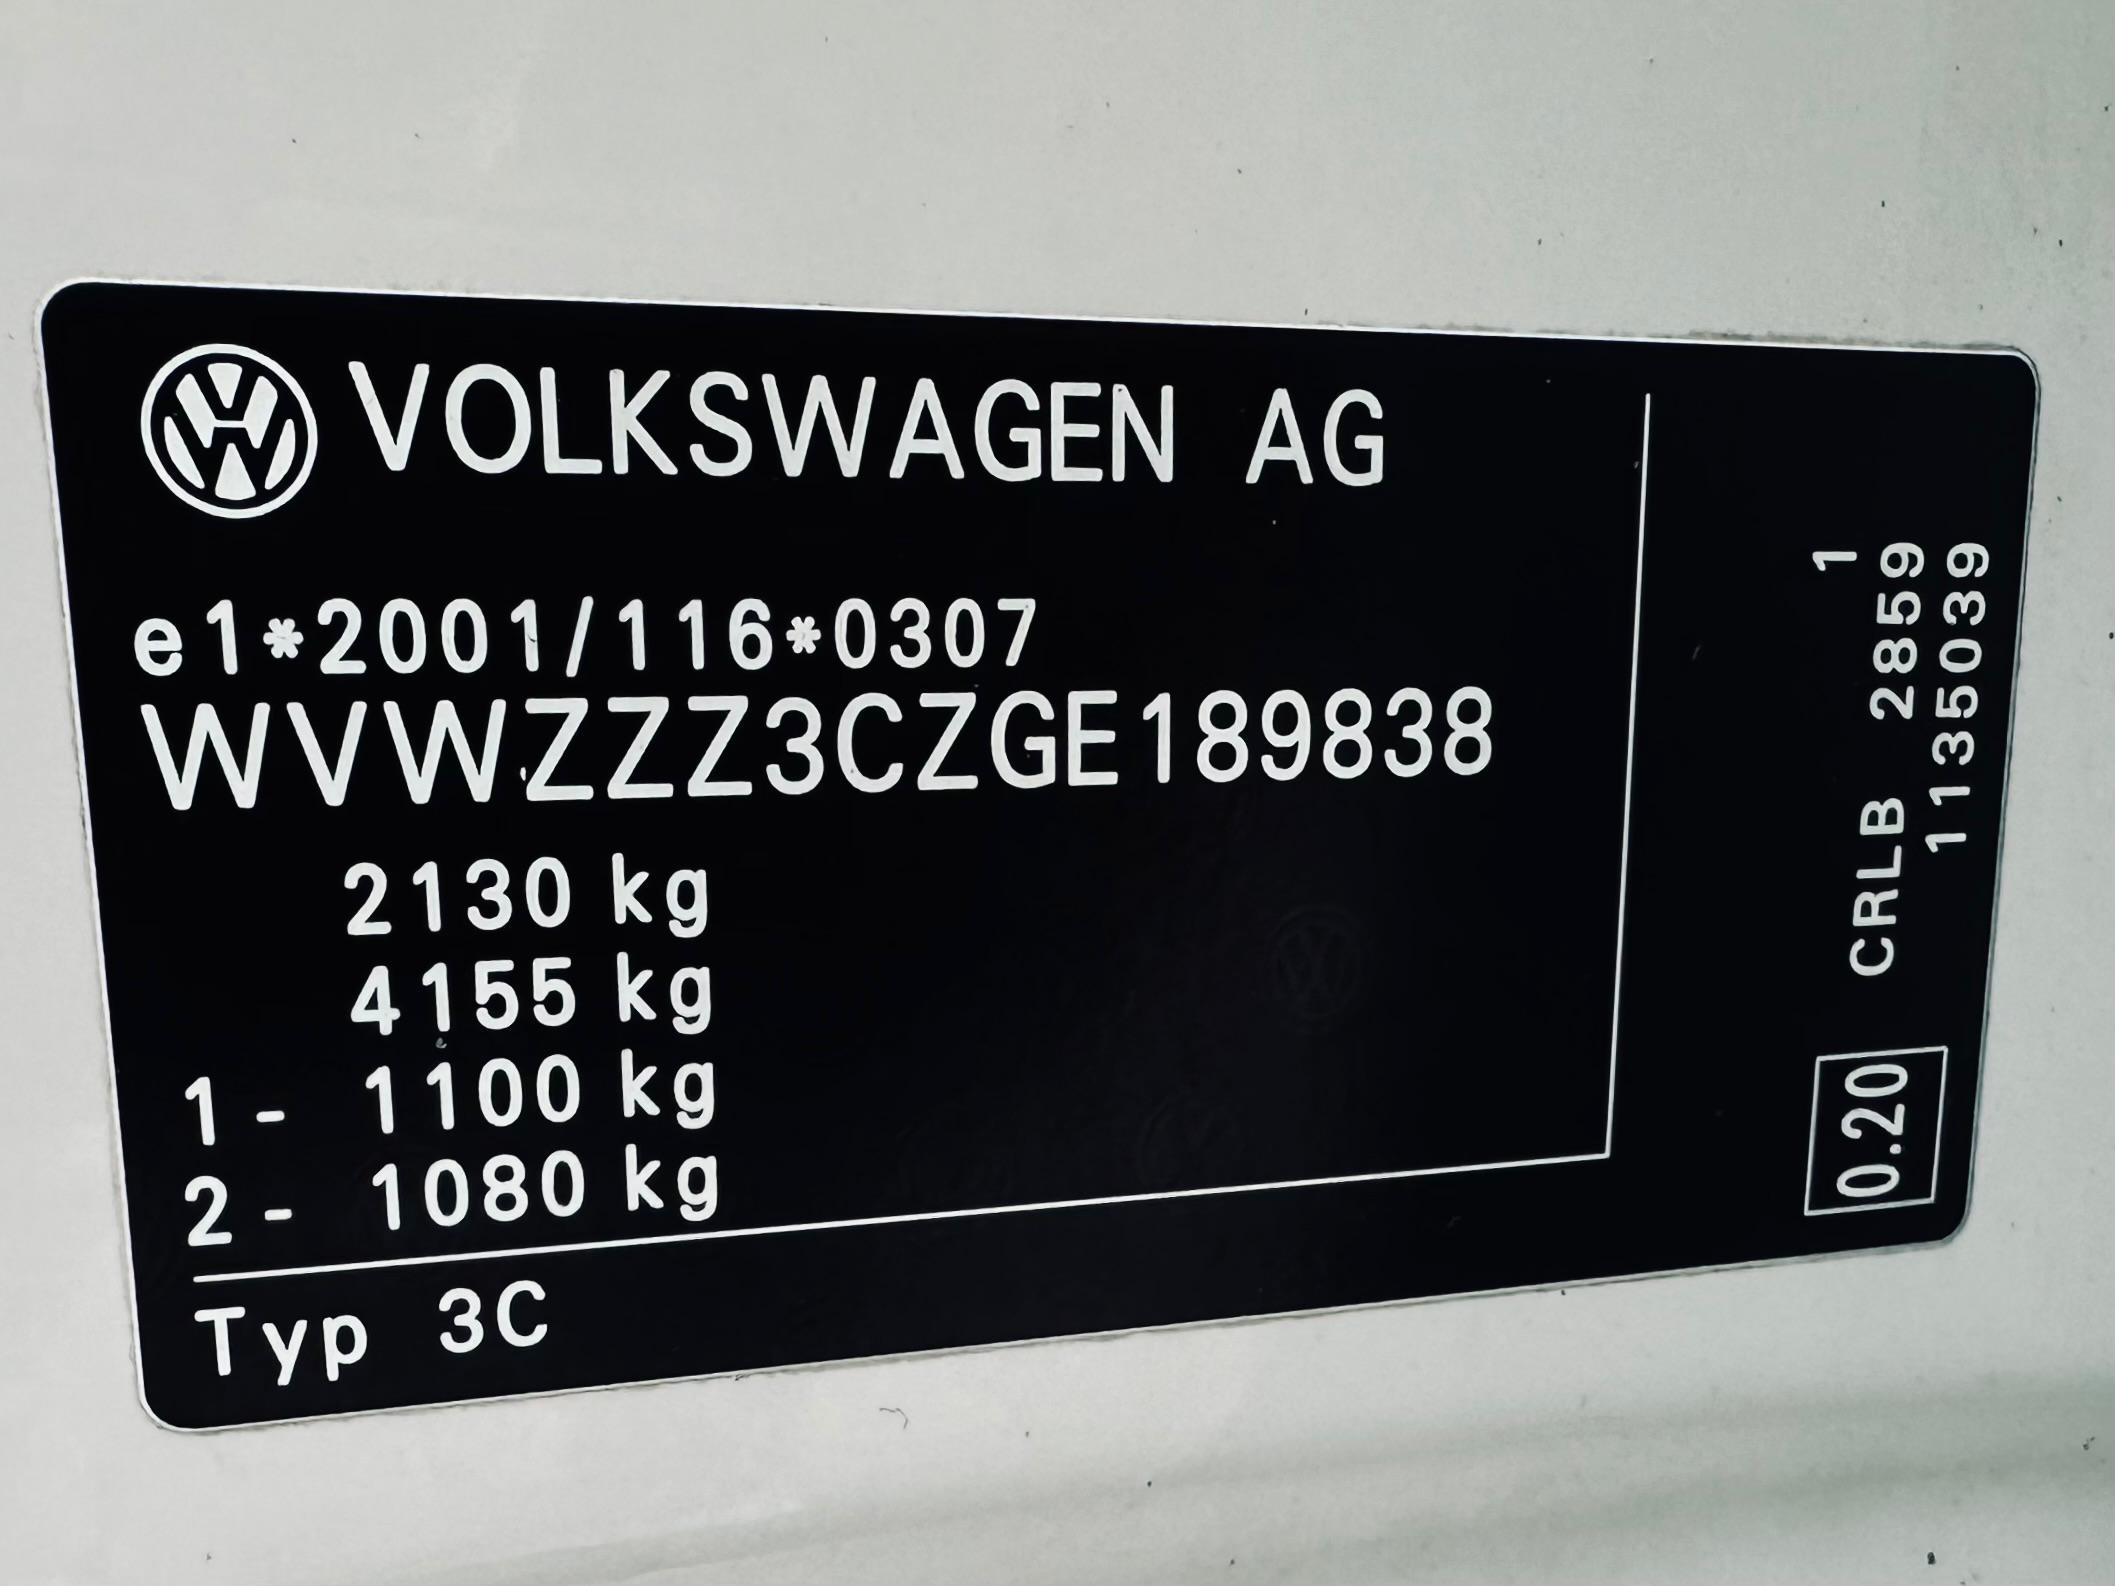 VOLKSWAGEN AG
e1*2001/116*0307
WVWZZZ3CZGE189838
2130 kg
4155 kg
1- 1100 kg
2- 1080 kg
Typ 3C
1
0.20 CRLB 2859
1135039